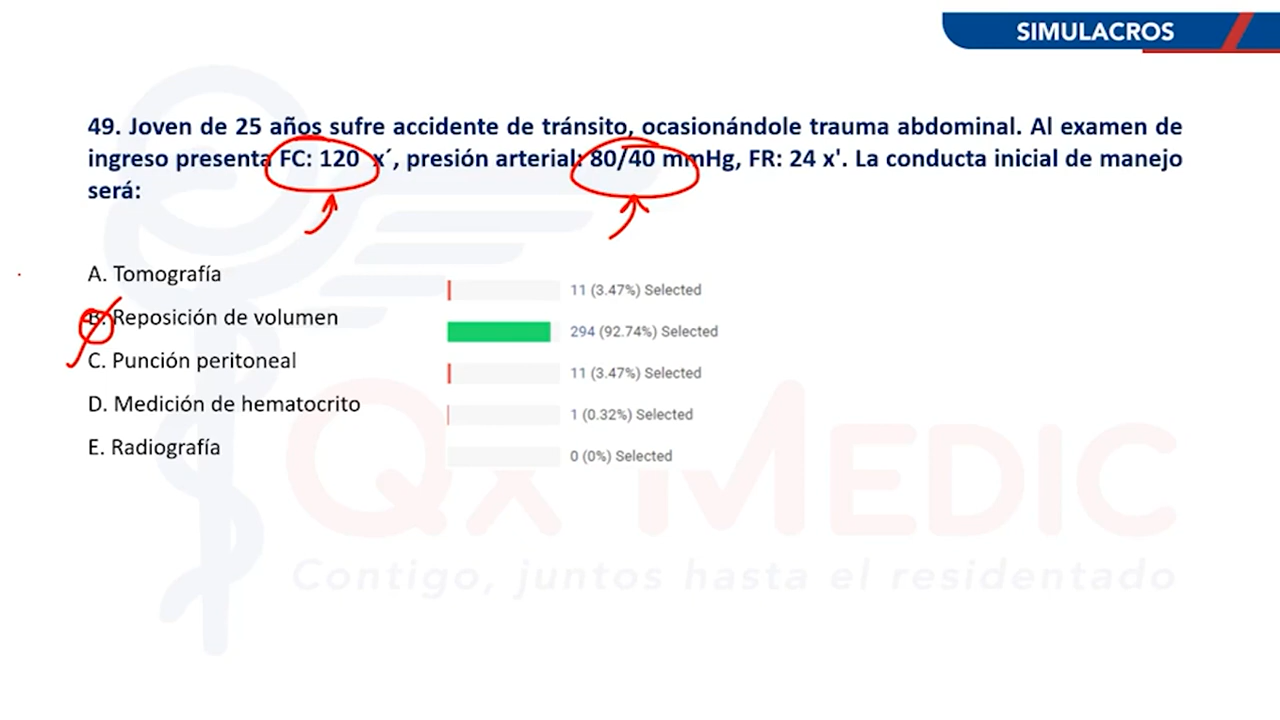 SIMULACROS
49. Joven de 25 años sufre accidente de tránsito, ocasionándole trauma abdominal. Al examen de
ingreso presenta FC: 120 x´, presión arterial: 80/40 mmHg, FR: 24 x'. La conducta inicial de manejo
será:
A. Tomografía
11 (3.47%) Selected
B. Reposición de volumen
294 (92.74%) Selected
C. Punción peritoneal
11 (3.47%) Selected
D. Medición de hematocrito
1 (0.32%) Selected
E. Radiografía
0 (0%) Selected
QX MEDIC
Contigo, juntos hasta el residentado